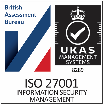 British
Assessment
Bureau
UKAS
MANAGEMENT
SYSTEMS
ISO 27001
INFORMATION SECURITY
MANAGEMENT